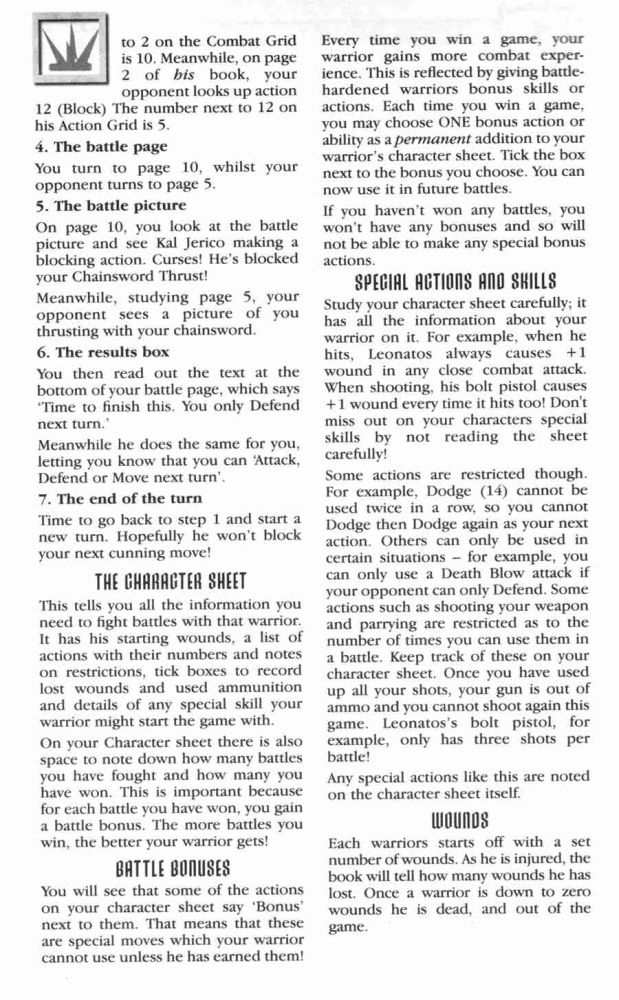 to 2 on the Combat Grid
is 10. Meanwhile, on page
2 of his book, your
opponent looks up action
12 (Block) The number next to 12 on
his Action Grid is 5.
4. The battle page
You turn to page 10, whilst your
opponent turns to page 5.
5. The battle picture
On page 10, you look at the battle
picture and see Kal Jerico making a
blocking action. Curses! He's blocked
your Chainsword Thrust!
Meanwhile, studying page 5, your
opponent sees a picture of you
thrusting with your chainsword.
6. The results box
You then read out the text at the
bottom of your battle page, which says
'Time to finish this. You only Defend
next turn.'
Meanwhile he does the same for you,
letting you know that you can 'Attack,
Defend or Move next turn'.
7. The end of the turn
Time to go back to step 1 and start a
new turn. Hopefully he won't block
your next cunning move!
THE CHARACTER SHEET
This tells you all the information you
need to fight battles with that warrior.
It has his starting wounds, a list of
actions with their numbers and notes
on restrictions, tick boxes to record
lost wounds and used ammunition
and details of any special skill your
warrior might start the game with.
On your Character sheet there is also
space to note down how many battles
you have fought and how many you
have won. This is important because
for each battle you have won, you gain
a battle bonus. The more battles you
win, the better your warrior gets!
BATTLE BONUSES
You will see that some of the actions
on your character sheet say 'Bonus'
next to them. That means that these
are special moves which your warrior
cannot use unless he has earned them!
Every time you win a game, your
warrior gains more combat exper-
ience. This is reflected by giving battle-
hardened warriors bonus skills or
actions. Each time you win a game,
you may choose ONE bonus action or
ability as a permanent addition to your
warrior's character sheet. Tick the box
next to the bonus you choose. You can
now use it in future battles.
If you haven't won any battles, you
won't have any bonuses and so will
not be able to make any special bonus
actions.
SPECIAL ACTIONS AND SKILLS
Study your character sheet carefully; it
has all the information about your
warrior on it. For example, when he
hits, Leonatos always causes +1
wound in any close combat attack.
When shooting, his bolt pistol causes
+1 wound every time it hits too! Don't
miss out on your characters special
skills by not reading the sheet
carefully!
Some actions are restricted though.
For example, Dodge (14) cannot be
used twice in a row, so you cannot
Dodge then Dodge again as your next
action. Others can only be used in
certain situations – for example, you
can only use a Death Blow attack if
your opponent can only Defend. Some
actions such as shooting your weapon
and parrying are restricted as to the
number of times you can use them in
a battle. Keep track of these on your
character sheet. Once you have used
up all your shots, your gun is out of
ammo and you cannot shoot again this
game. Leonatos's bolt pistol, for
example, only has three shots per
battle!
Any special actions like this are noted
on the character sheet itself.
WOUNDS
Each warriors starts off with a set
number of wounds. As he is injured, the
book will tell how many wounds he has
lost. Once a warrior is down to zero
wounds he is dead, and out of the
game.